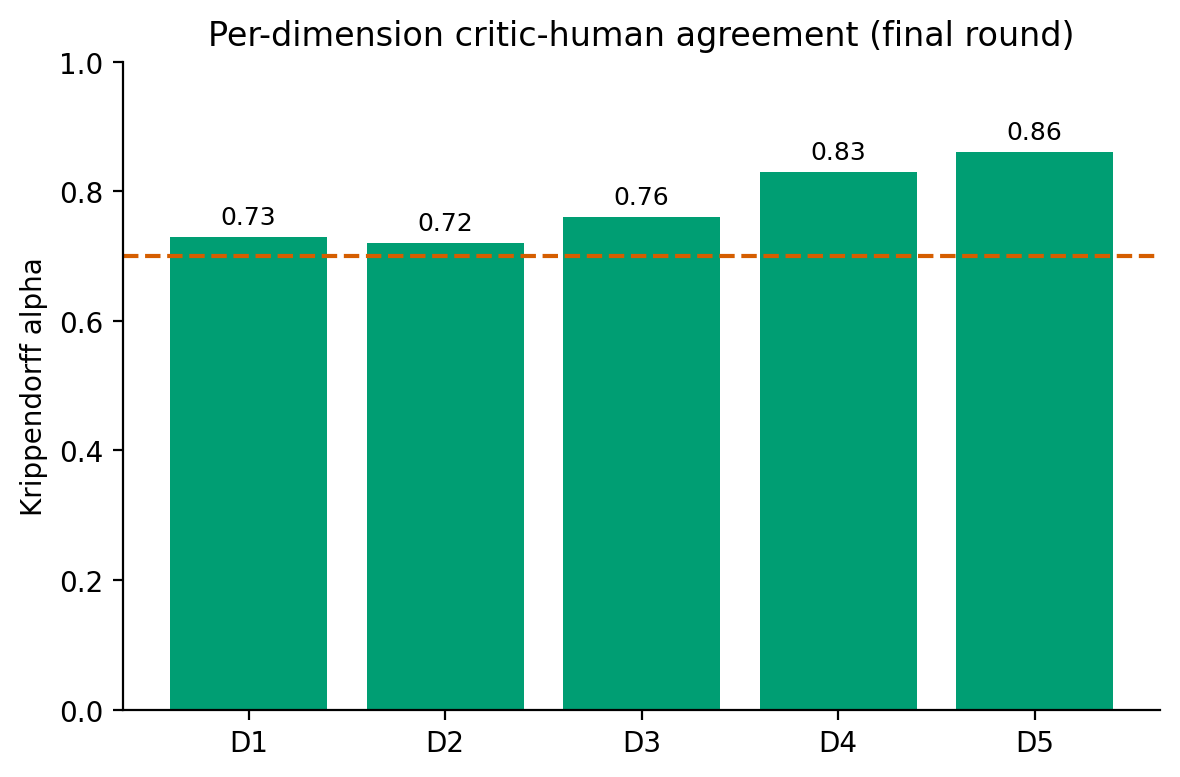 Per-dimension critic-human agreement (final round)
Krippendorff alpha
1.0
0.8
0.6
0.4
0.2
0.0
0.73
0.72
0.76
0.83
0.86
D1
D2
D3
D4
D5